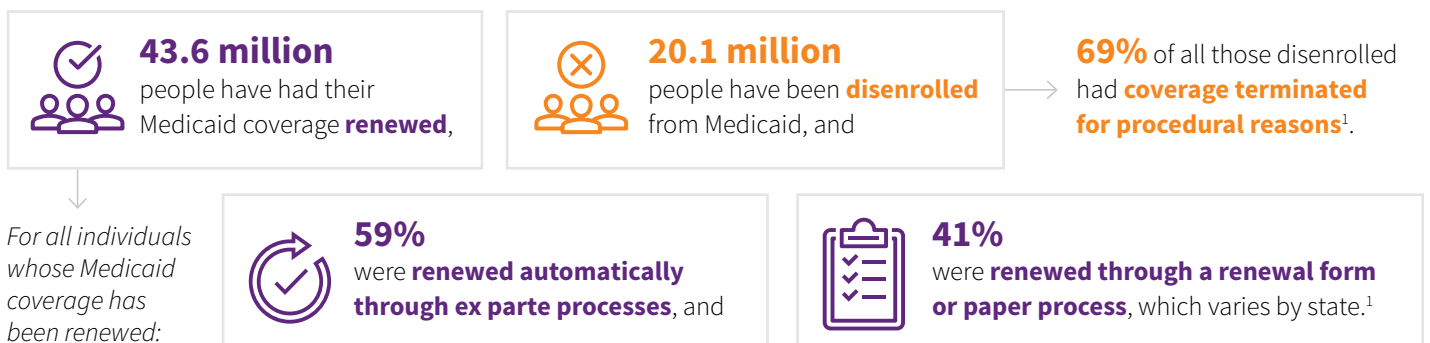 43.6 million
people have had their
Medicaid coverage renewed,
20.1 million
people have been disenrolled
from Medicaid, and
69% of all those disenrolled
had coverage terminated
for procedural reasons¹.
For all individuals
whose Medicaid
coverage has
been renewed:
59%
were renewed automatically
through ex parte processes, and
41%
were renewed through a renewal form
or paper process, which varies by state.¹